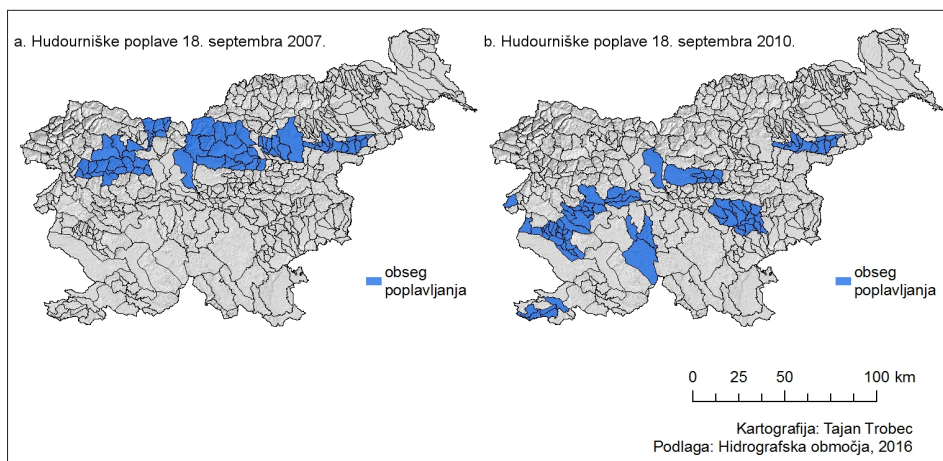 a. Hudourniške poplave 18. septembra 2007.
obseg
poplavljanja
b. Hudourniške poplave 18. septembra 2010.
obseg
poplavljanja
0 25 50 100 km
Kartografija: Tajan Trobec
Podlaga: Hidrografska območja, 2016